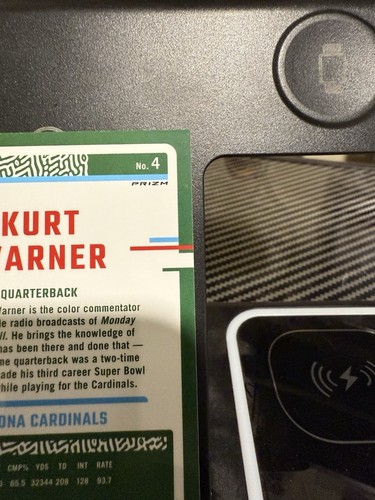 No. 4
PRIZM
KURT
WARNER
QUARTERBACK
Warner is the color commentator
radio broadcasts of Monday
He brings the knowledge of
has been there and done that —
quarterback was a two-time
made his third career Super Bowl
while playing for the Cardinals.
ONA CARDINALS
CMP% YDS TD INT RATE
65.5 32344 208 128 93.7